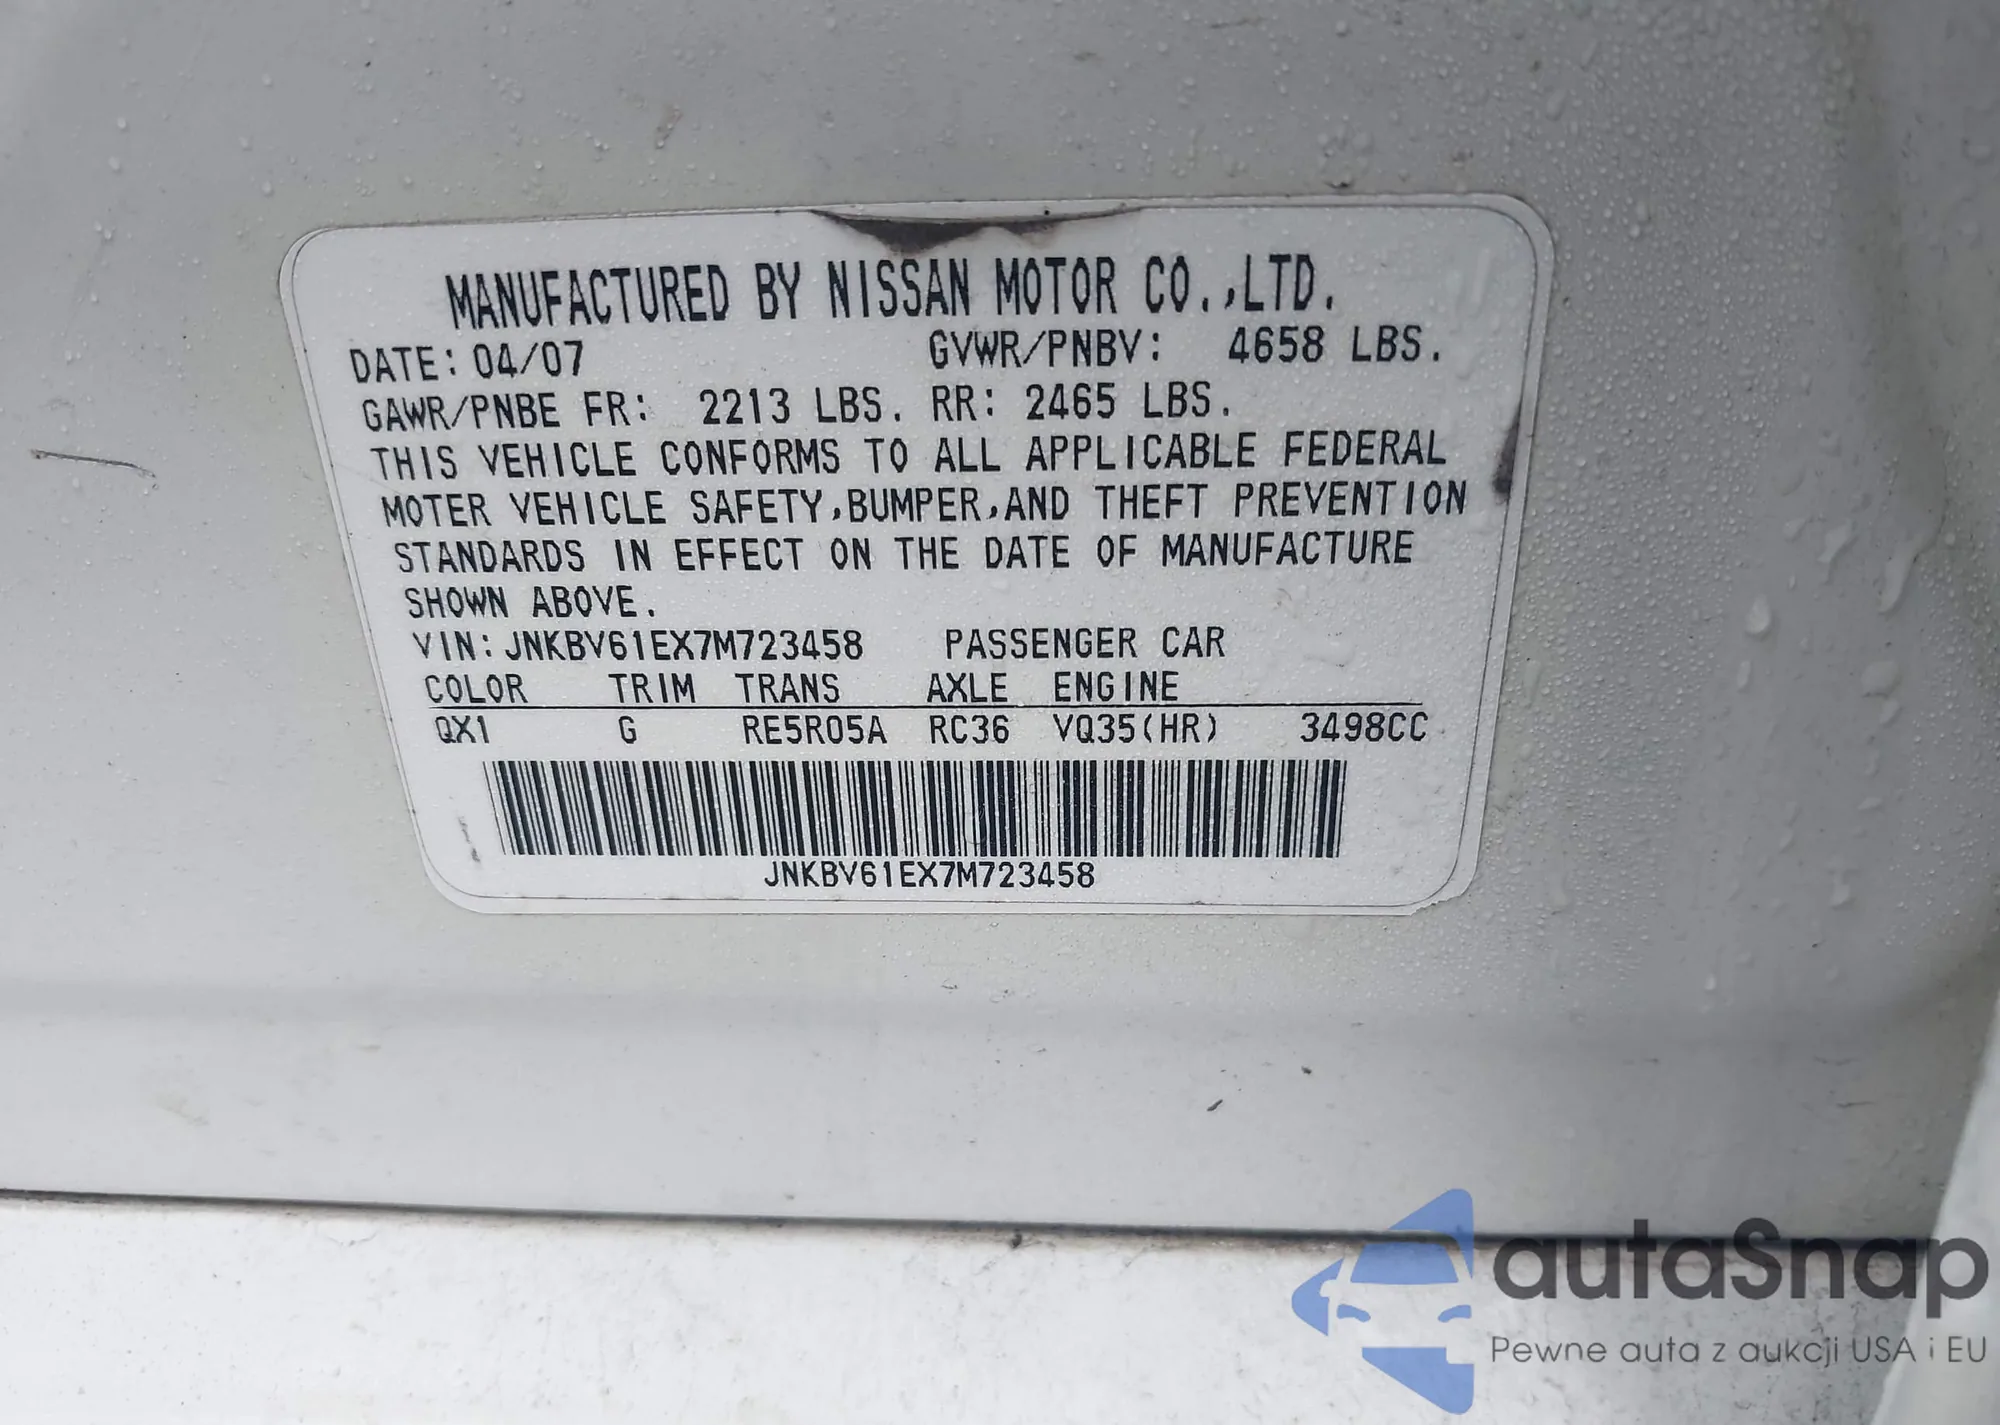 MANUFACTURED BY NISSAN MOTOR CO.,LTD.
DATE: 04/07 GVWR/PNBV: 4658 LBS.
GAWR/PNBE FR: 2213 LBS. RR: 2465 LBS.
THIS VEHICLE CONFORMS TO ALL APPLICABLE FEDERAL
MOTER VEHICLE SAFETY,BUMPER,AND THEFT PREVENTION
STANDARDS IN EFFECT ON THE DATE OF MANUFACTURE
SHOWN ABOVE.
VIN:JNKBV61EX7M723458 PASSENGER CAR
COLOR TRIM TRANS AXLE ENGINE
QX1 G RE5R05A RC36 VQ35(HR) 3498CC
JNKBV61EX7M723458
autaSnap
Pewne auta z aukcji USA i EU